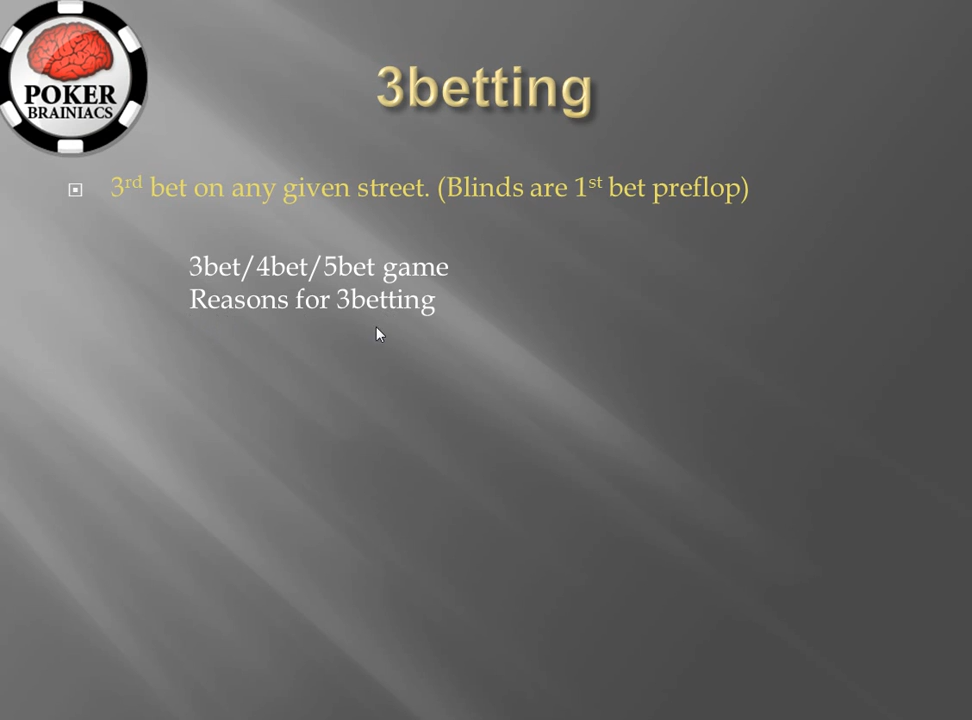 POKER
BRAINIACS
3betting
3rd bet on any given street. (Blinds are 1st bet preflop)
3bet/4bet/5bet game
Reasons for 3betting